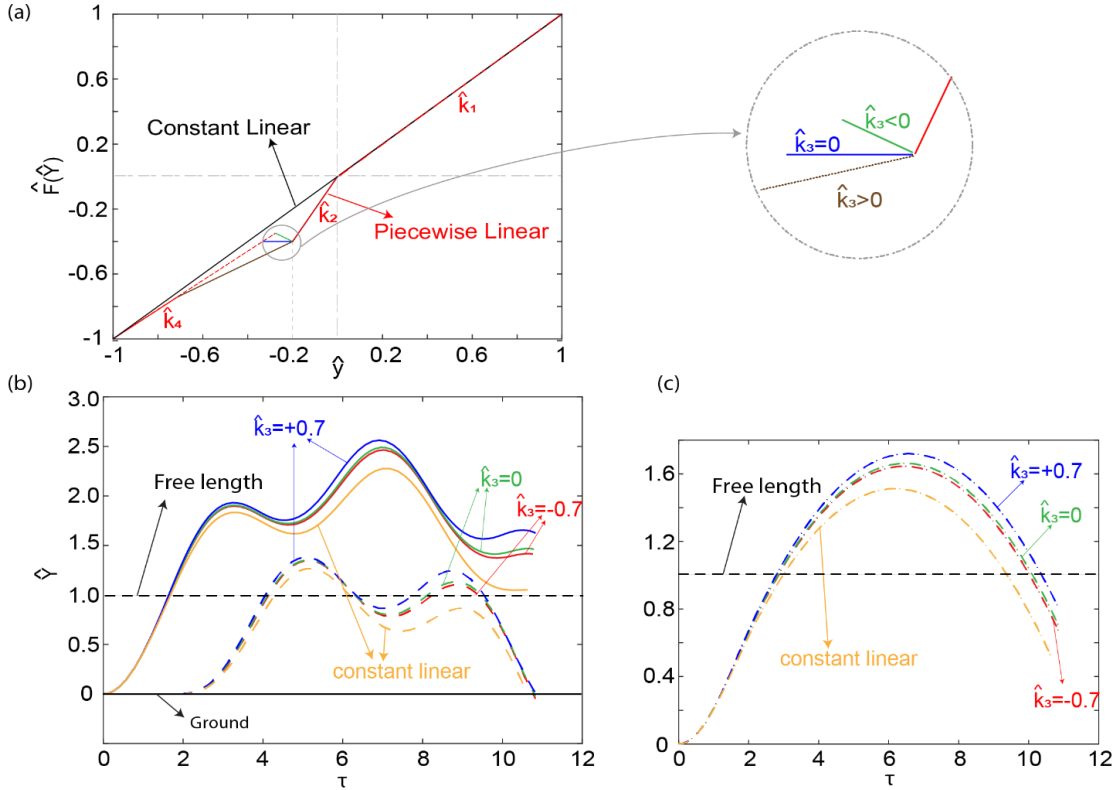 (a)
1
0.6
0.2
-0.2
-0.6
-1
F̂(Ŷ)
Constant Linear
k̂₁
k̂₂
Piecewise Linear
k̂₄
-1
-0.6
-0.2
0.2
0.6
1
ŷ
k̂₃<0
k̂₃=0
k̂₃>0
(b)
3.0
2.5
2.0
1.5
1.0
0.5
0
Ŷ
k̂₃=+0.7
Free length
k̂₃=0
k̂₃=-0.7
constant linear
Ground
0
2
4
6
8
10
12
τ
(c)
1.6
1.2
0.8
0.4
0
k̂₃=+0.7
Free length
k̂₃=0
constant linear
k̂₃=-0.7
0
2
4
6
8
10
12
τ